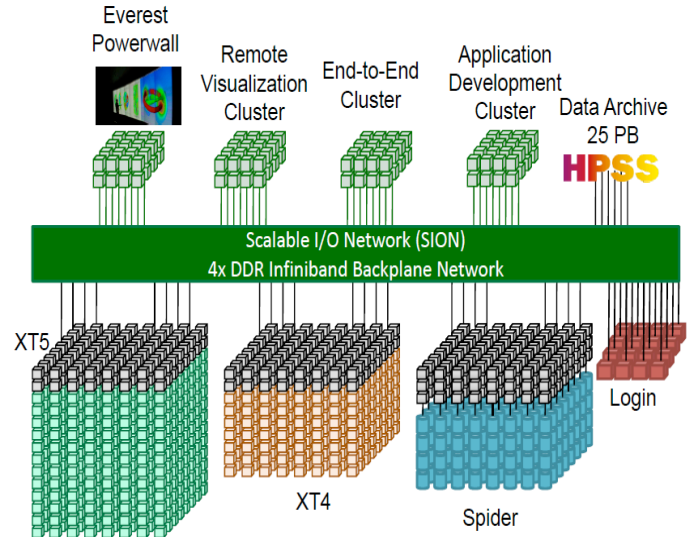 Everest
Powerwall
Remote
Visualization
Cluster
End-to-End
Cluster
Application
Development
Cluster
Data Archive
25 PB
HPSS
Scalable I/O Network (SION)
4x DDR Infiniband Backplane Network
XT5
XT4
Spider
Login